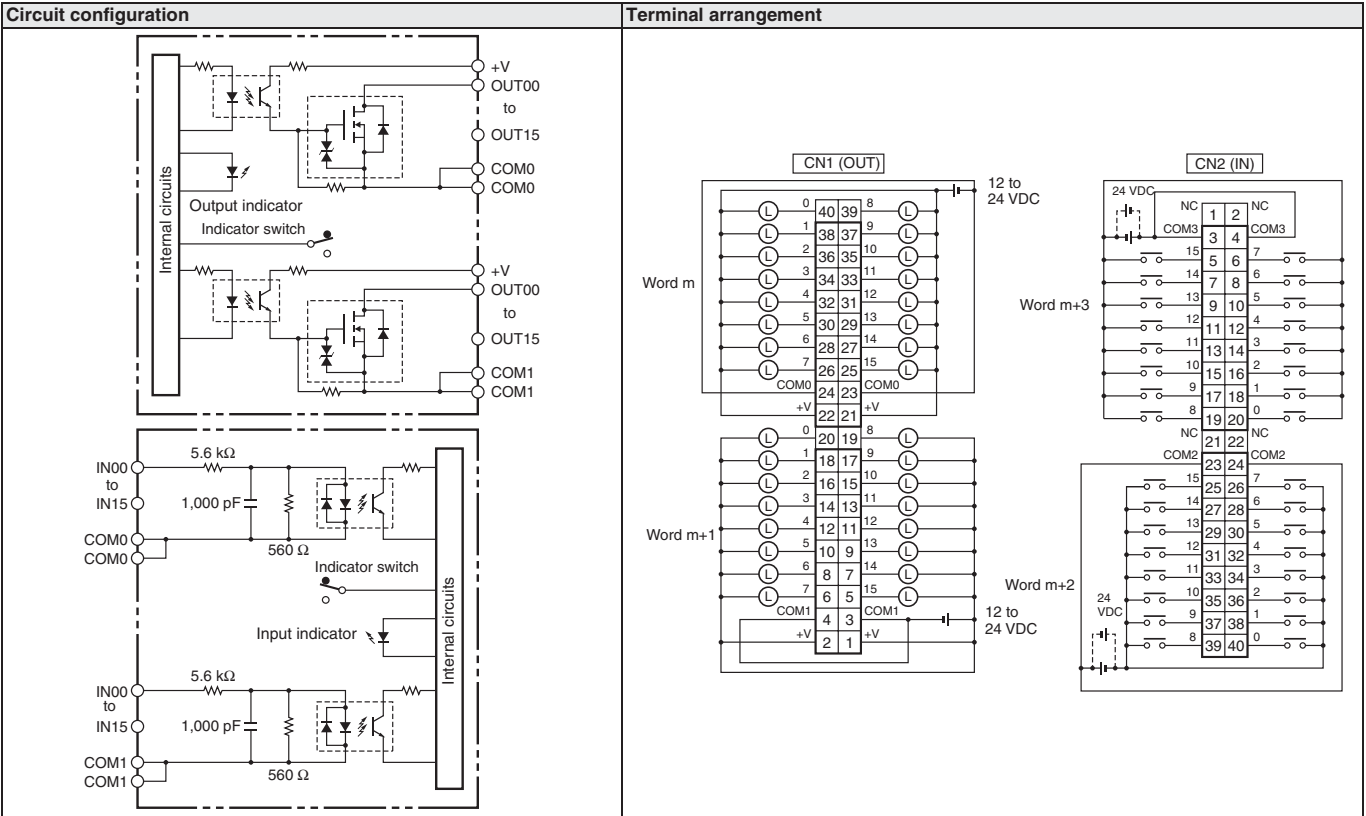 Circuit configuration
Terminal arrangement
Internal circuits
+V
OUT00
to
OUT15
COM0
COM0
Output indicator
Indicator switch
+V
OUT00
to
OUT15
COM1
COM1
5.6 kΩ
IN00
to
IN15
1,000 pF
COM0
COM0
560 Ω
Indicator switch
Input indicator
Internal circuits
5.6 kΩ
IN00
to
IN15
1,000 pF
COM1
COM1
560 Ω
CN1 (OUT)
12 to
24 VDC
L 0 40 39 8 L
L 1 38 37 9 L
L 2 36 35 10 L
Word m
L 3 34 33 11 L
L 4 32 31 12 L
L 5 30 29 13 L
L 6 28 27 14 L
L 7 26 25 15 L
COM0 24 23 COM0
+V 22 21 +V
L 0 20 19 8 L
L 1 18 17 9 L
L 2 16 15 10 L
L 3 14 13 11 L
Word m+1
L 4 12 11 12 L
L 5 10 9 13 L
L 6 8 7 14 L
L 7 6 5 15 L
COM1 4 3 COM1
12 to
24 VDC
+V 2 1 +V
CN2 (IN)
24 VDC
NC 1 2 NC
COM3 3 4 COM3
15 5 6 7
14 7 8 6
Word m+3
13 9 10 5
12 11 12 4
11 13 14 3
10 15 16 2
9 17 18 1
8 19 20 0
NC 21 22 NC
COM2 23 24 COM2
15 25 26 7
14 27 28 6
13 29 30 5
12 31 32 4
11 33 34 3
Word m+2
10 35 36 2
24
VDC
9 37 38 1
8 39 40 0